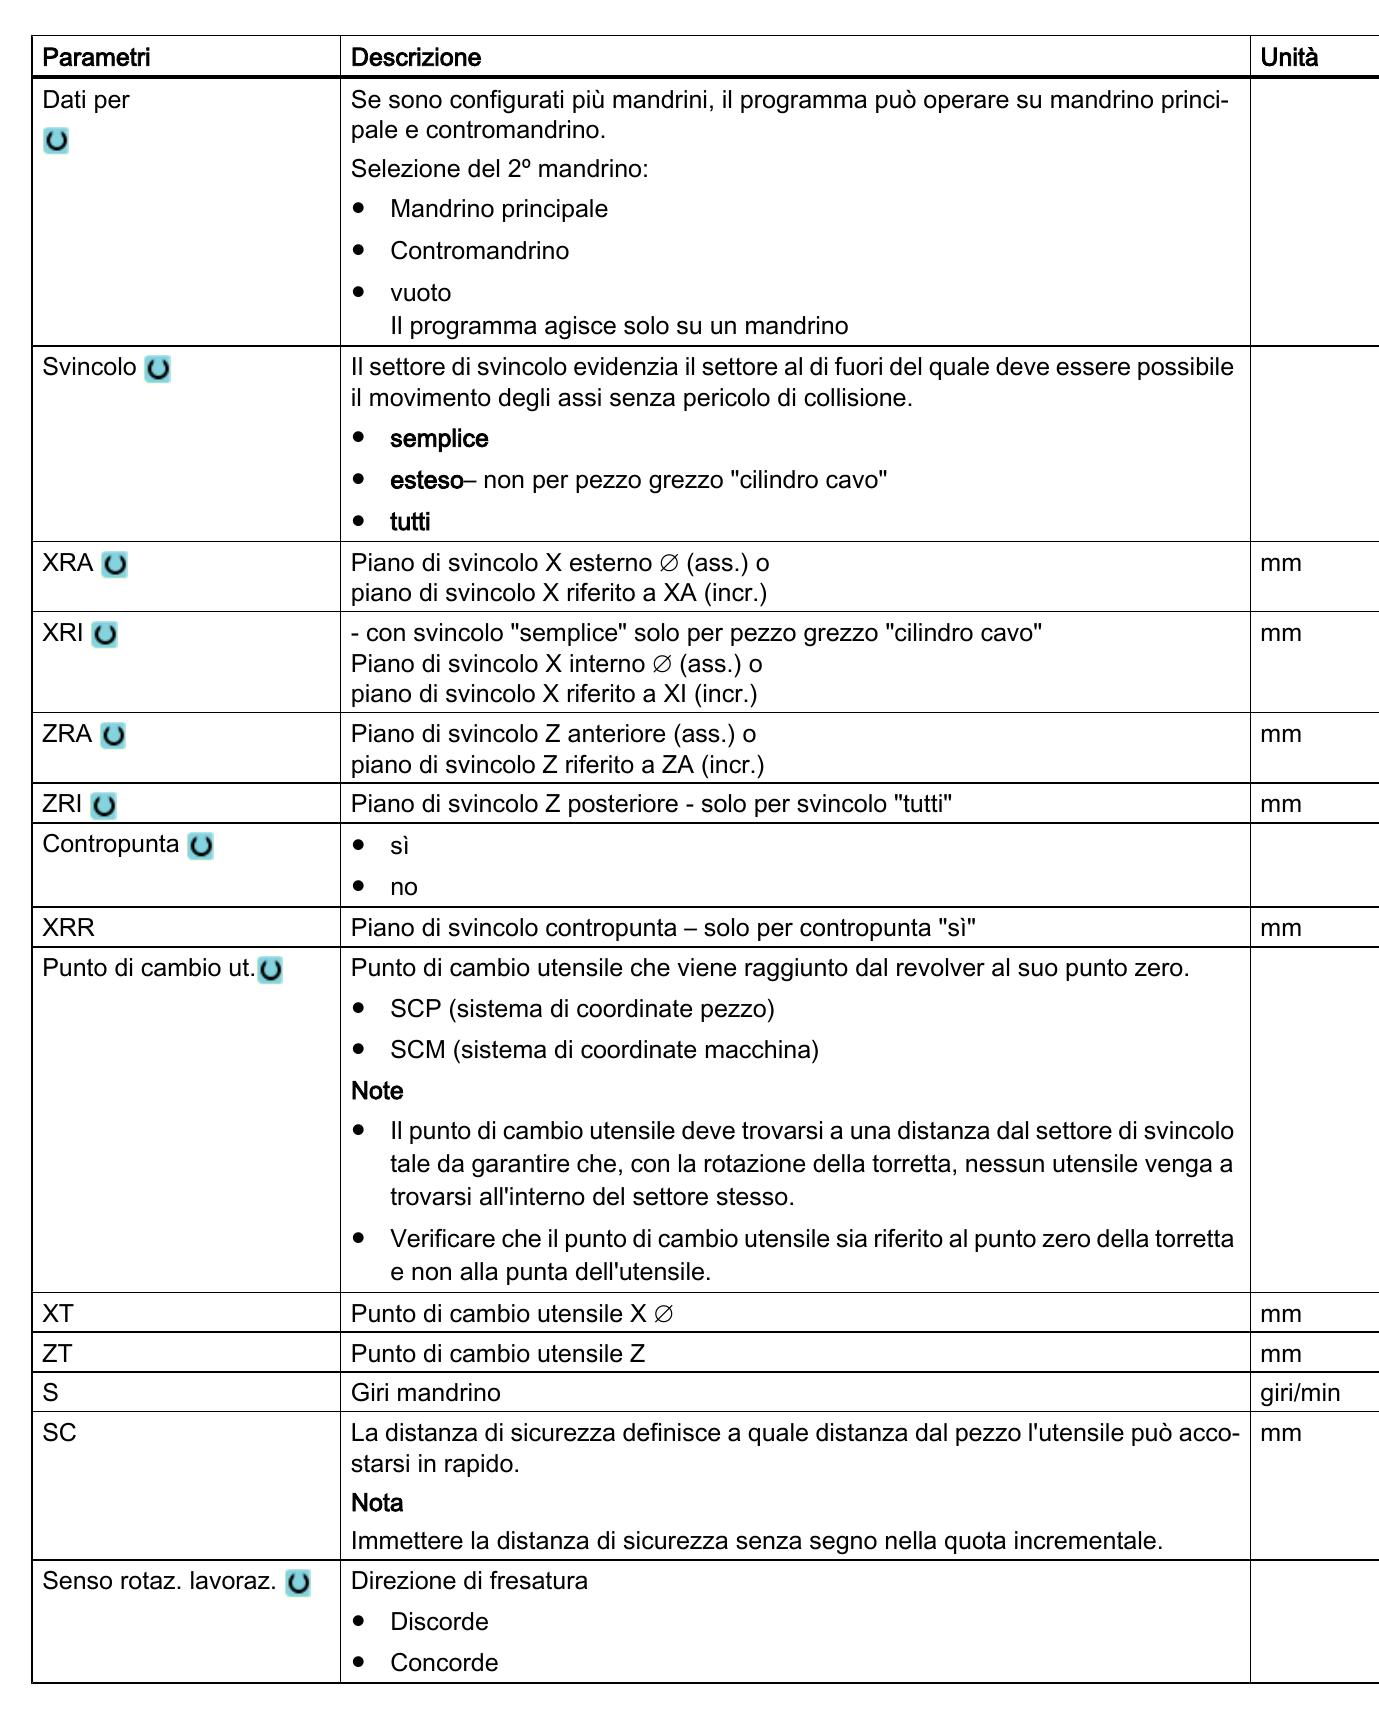 Parametri Descrizione Unità
Dati per Se sono configurati più mandrini, il programma può operare su mandrino princi-
pale e contromandrino.
Selezione del 2º mandrino:
● Mandrino principale
● Contromandrino
● vuoto
Il programma agisce solo su un mandrino
Svincolo Il settore di svincolo evidenzia il settore al di fuori del quale deve essere possibile
il movimento degli assi senza pericolo di collisione.
● semplice
● esteso– non per pezzo grezzo "cilindro cavo"
● tutti
XRA Piano di svincolo X esterno ∅ (ass.) o mm
piano di svincolo X riferito a XA (incr.)
XRI - con svincolo "semplice" solo per pezzo grezzo "cilindro cavo" mm
Piano di svincolo X interno ∅ (ass.) o
piano di svincolo X riferito a XI (incr.)
ZRA Piano di svincolo Z anteriore (ass.) o mm
piano di svincolo Z riferito a ZA (incr.)
ZRI Piano di svincolo Z posteriore - solo per svincolo "tutti" mm
Contropunta ● sì
● no
XRR Piano di svincolo contropunta – solo per contropunta "sì" mm
Punto di cambio ut. Punto di cambio utensile che viene raggiunto dal revolver al suo punto zero.
● SCP (sistema di coordinate pezzo)
● SCM (sistema di coordinate macchina)
Note
● Il punto di cambio utensile deve trovarsi a una distanza dal settore di svincolo
tale da garantire che, con la rotazione della torretta, nessun utensile venga a
trovarsi all'interno del settore stesso.
● Verificare che il punto di cambio utensile sia riferito al punto zero della torretta
e non alla punta dell'utensile.
XT Punto di cambio utensile X ∅ mm
ZT Punto di cambio utensile Z mm
S Giri mandrino giri/min
SC La distanza di sicurezza definisce a quale distanza dal pezzo l'utensile può acco- mm
starsi in rapido.
Nota
Immettere la distanza di sicurezza senza segno nella quota incrementale.
Senso rotaz. lavoraz. Direzione di fresatura
● Discorde
● Concorde